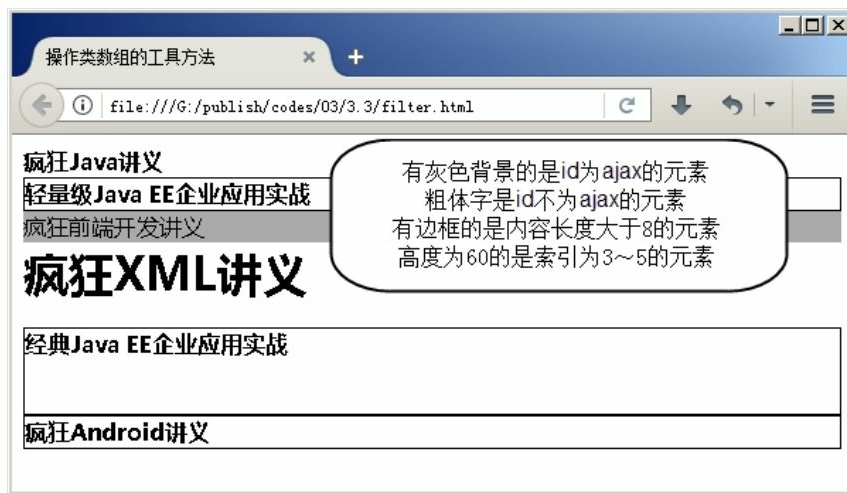 操作类数组的工具方法
file:///G:/publish/codes/03/3.3/filter.html
疯狂Java讲义
轻量级Java EE企业应用实战
疯狂前端开发讲义
疯狂XML讲义
经典Java EE企业应用实战
疯狂Android讲义
有灰色背景的是id为ajax的元素
粗体字是id不为ajax的元素
有边框的是内容长度大于8的元素
高度为60的是索引为3～5的元素